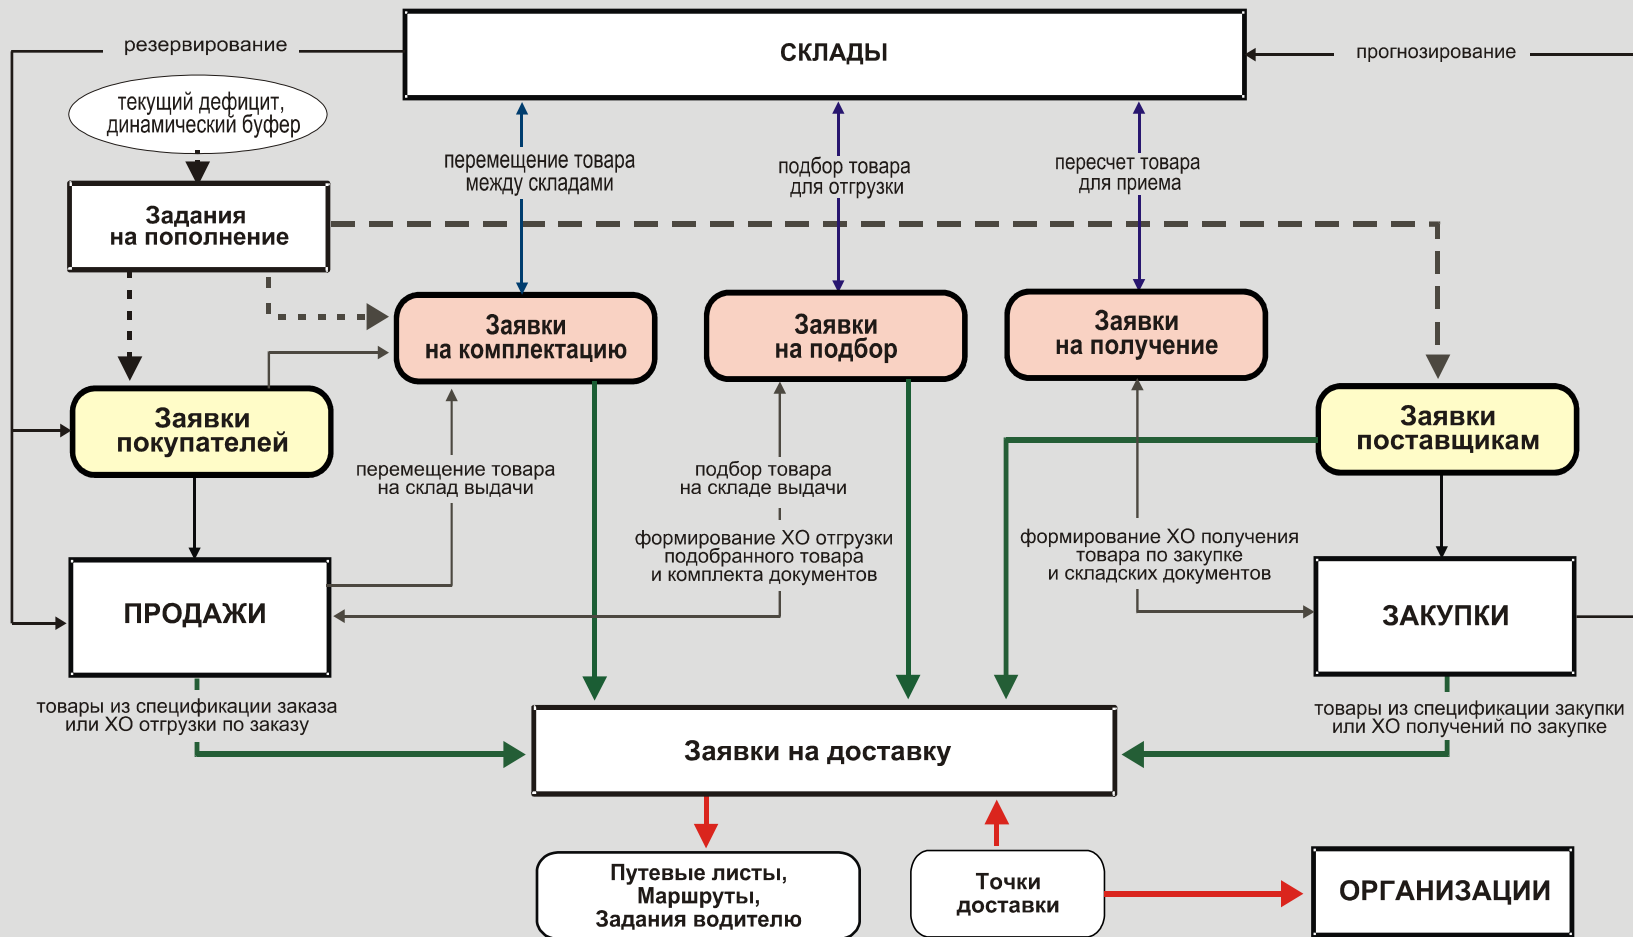 резервирование
СКЛАДЫ
прогнозирование
текущий дефицит,
динамический буфер
перемещение товара
между складами
подбор товара
для отгрузки
пересчет товара
для приема
Задания
на пополнение
Заявки
на комплектацию
Заявки
на подбор
Заявки
на получение
Заявки
покупателей
Заявки
поставщикам
перемещение товара
на склад выдачи
подбор товара
на складе выдачи
формирование ХО отгрузки
подобранного товара
и комплекта документов
формирование ХО получения
товара по закупке
и складских документов
ПРОДАЖИ
ЗАКУПКИ
товары из спецификации заказа
или ХО отгрузки по заказу
товары из спецификации закупки
или ХО получений по закупке
Заявки на доставку
Путевые листы,
Маршруты,
Задания водителю
Точки
доставки
ОРГАНИЗАЦИИ